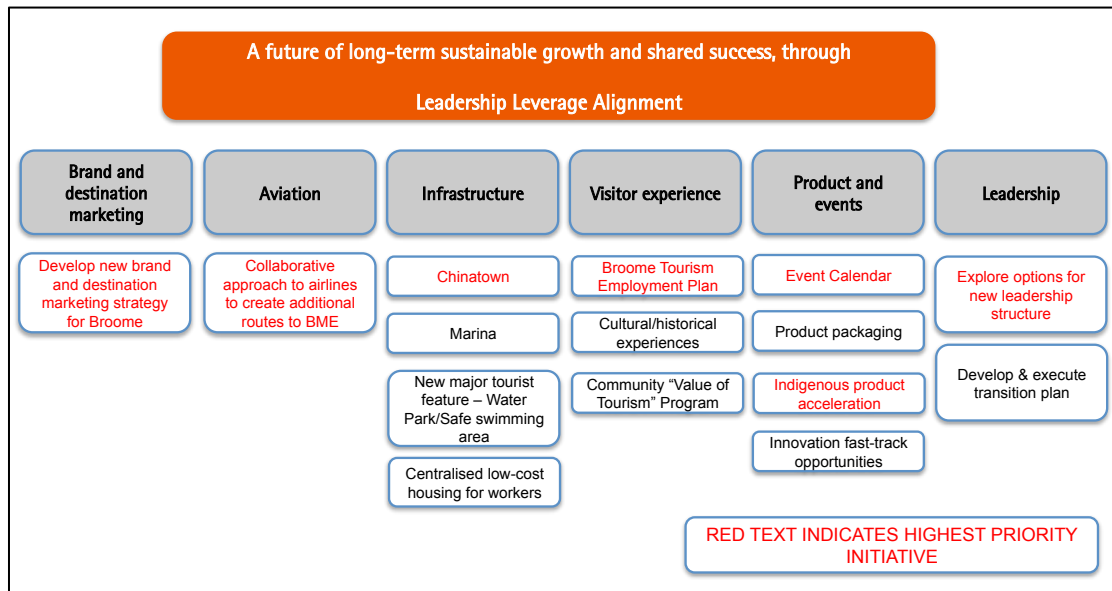 A future of long-term sustainable growth and shared success, through
Leadership Leverage Alignment
Brand and
destination
marketing
Aviation
Infrastructure
Visitor experience
Product and
events
Leadership
Develop new brand
and destination
marketing strategy
for Broome
Collaborative
approach to airlines
to create additional
routes to BME
Chinatown
Marina
New major tourist
feature – Water
Park/Safe swimming
area
Centralised low-cost
housing for workers
Broome Tourism
Employment Plan
Cultural/historical
experiences
Community “Value of
Tourism” Program
Event Calendar
Product packaging
Indigenous product
acceleration
Innovation fast-track
opportunities
Explore options for
new leadership
structure
Develop & execute
transition plan
RED TEXT INDICATES HIGHEST PRIORITY
INITIATIVE